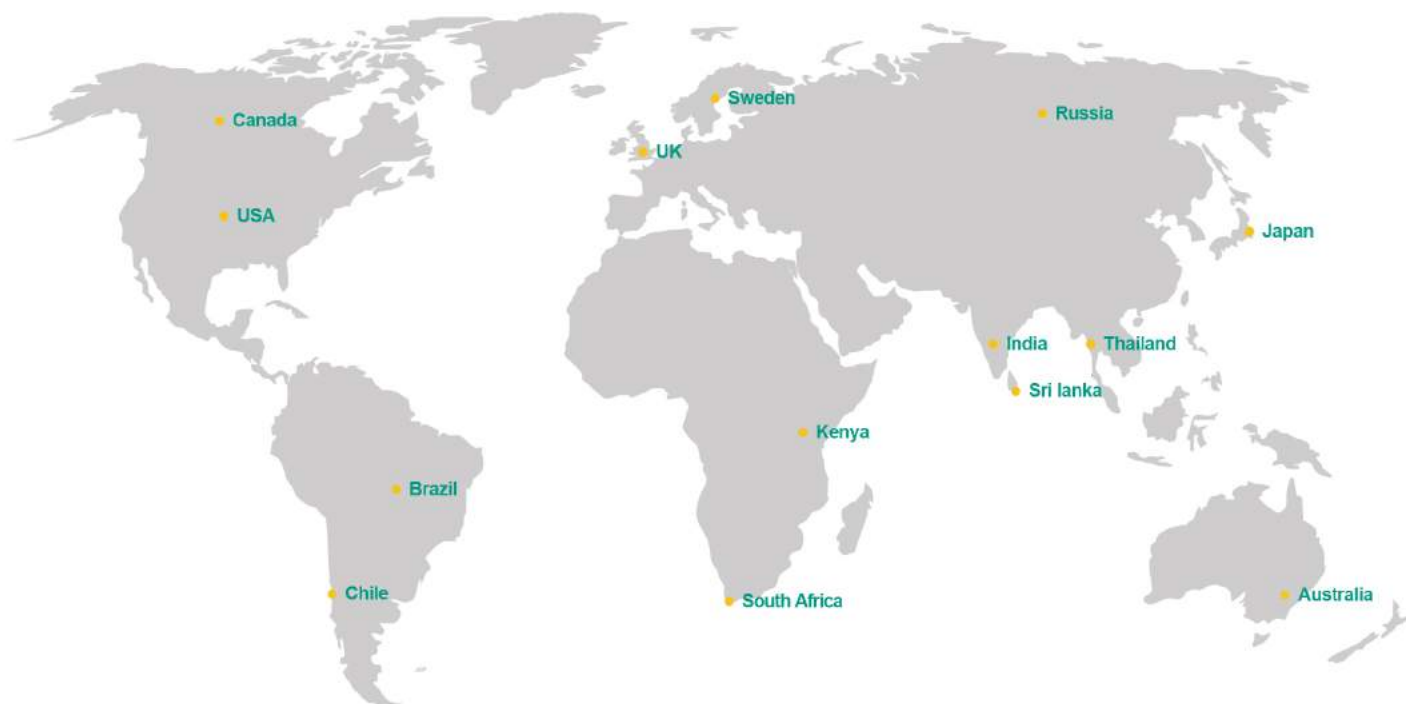 Sweden
Russia
Canada
UK
USA
Japan
India
Thailand
Sri lanka
Kenya
Brazil
Chile
South Africa
Australia